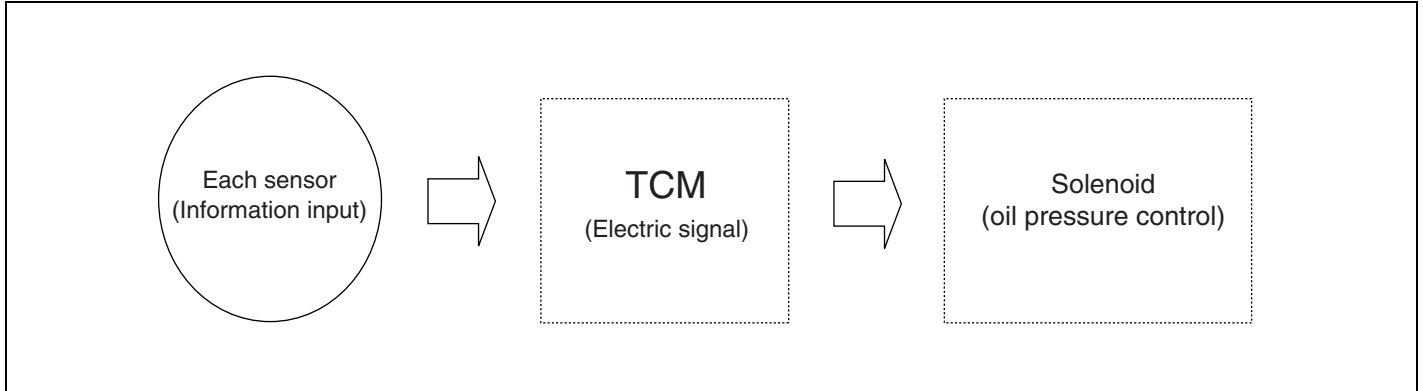 Each sensor
(Information input)
TCM
(Electric signal)
Solenoid
(oil pressure control)